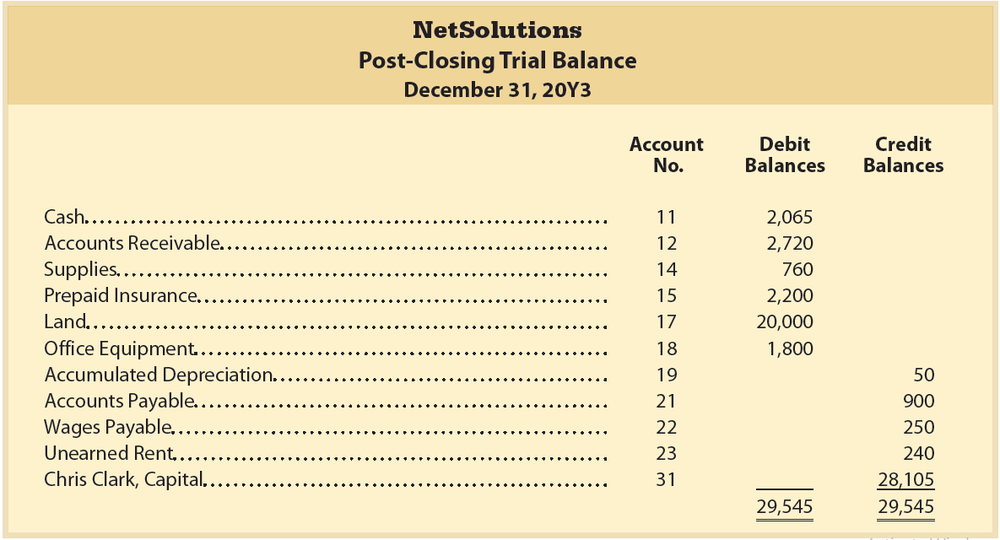 NetSolutions
Post-Closing Trial Balance
December 31, 20Y3
Account No. Debit Balances Credit Balances
Cash 11 2,065
Accounts Receivable 12 2,720
Supplies 14 760
Prepaid Insurance 15 2,200
Land 17 20,000
Office Equipment 18 1,800
Accumulated Depreciation 19 50
Accounts Payable 21 900
Wages Payable 22 250
Unearned Rent 23 240
Chris Clark, Capital 31 28,105
29,545 29,545